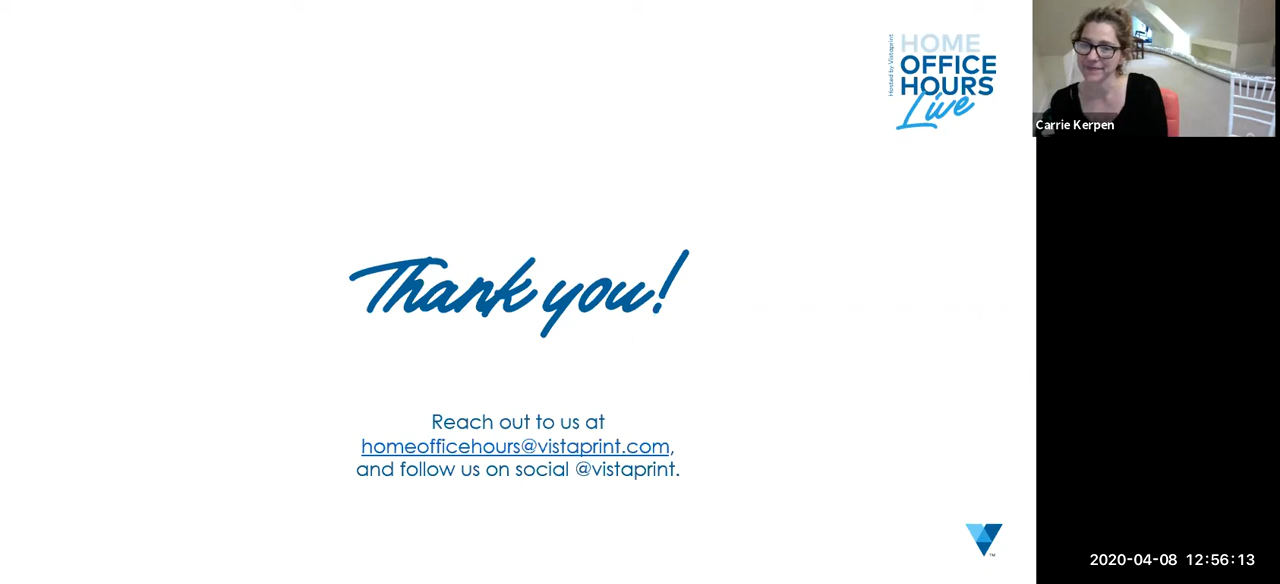 Hosted by Vistaprint
HOME
OFFICE
HOURS
Live
Carrie Kerpen
Thank you!
Reach out to us at
homeofficehours@vistaprint.com,
and follow us on social @vistaprint.
TM
2020-04-08 12:56:13